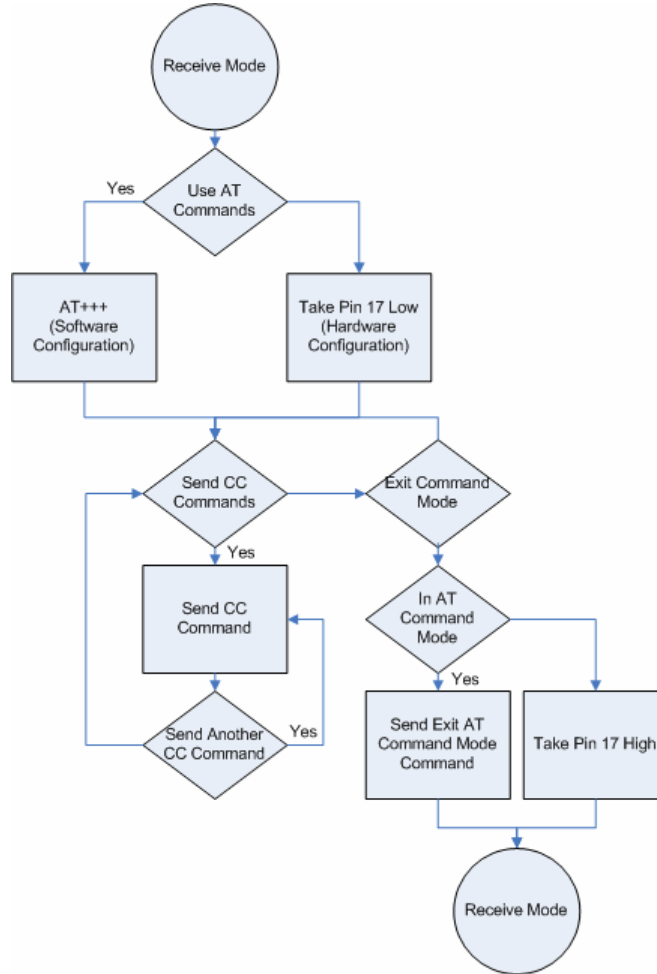 Receive Mode
Yes
Use AT
Commands
AT+++
(Software
Configuration)
Take Pin 17 Low
(Hardware
Configuration)
Send CC
Commands
Exit Command
Mode
Yes
Send CC
Command
In AT
Command
Mode
Yes
Send Another
CC Command
Yes
Send Exit AT
Command Mode
Command
Take Pin 17 High
Receive Mode